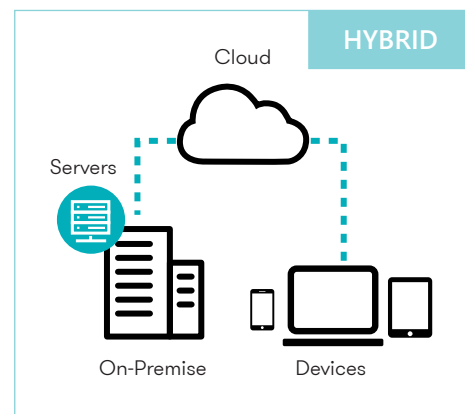 HYBRID
Cloud
Servers
On-Premise
Devices